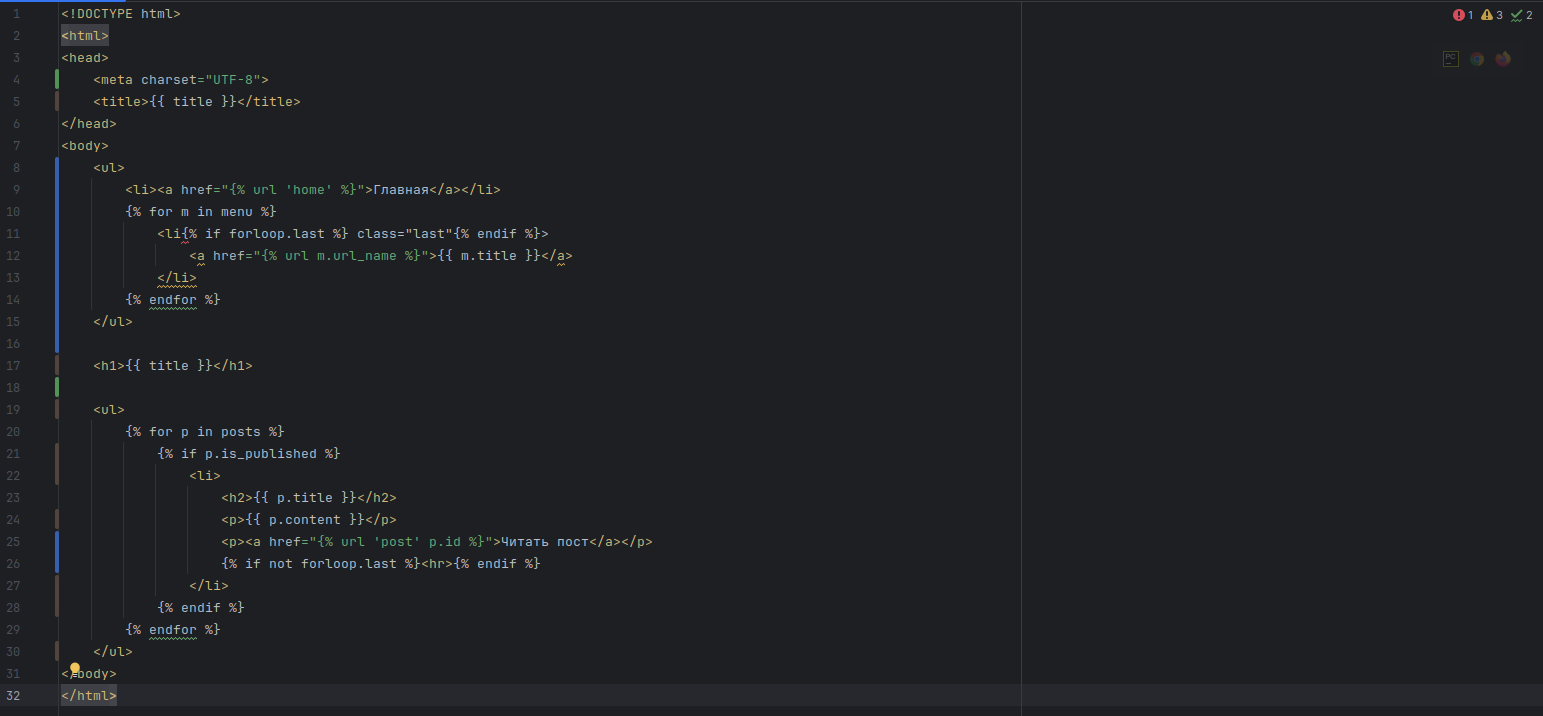 1 <!DOCTYPE html>
2 <html>
3 <head>
4     <meta charset="UTF-8">
5     <title>{{ title }}</title>
6 </head>
7 <body>
8     <ul>
9         <li><a href="{% url 'home' %}">Главная</a></li>
10         {% for m in menu %}
11             <li{% if forloop.last %} class="last"{% endif %}>
12                 <a href="{% url m.url_name %}">{{ m.title }}</a>
13             </li>
14         {% endfor %}
15     </ul>
16
17     <h1>{{ title }}</h1>
18
19     <ul>
20         {% for p in posts %}
21             {% if p.is_published %}
22                 <li>
23                     <h2>{{ p.title }}</h2>
24                     <p>{{ p.content }}</p>
25                     <p><a href="{% url 'post' p.id %}">Читать пост</a></p>
26                     {% if not forloop.last %}<hr>{% endif %}
27                 </li>
28             {% endif %}
29         {% endfor %}
30     </ul>
31 </body>
32 </html>
1 3 2
PC